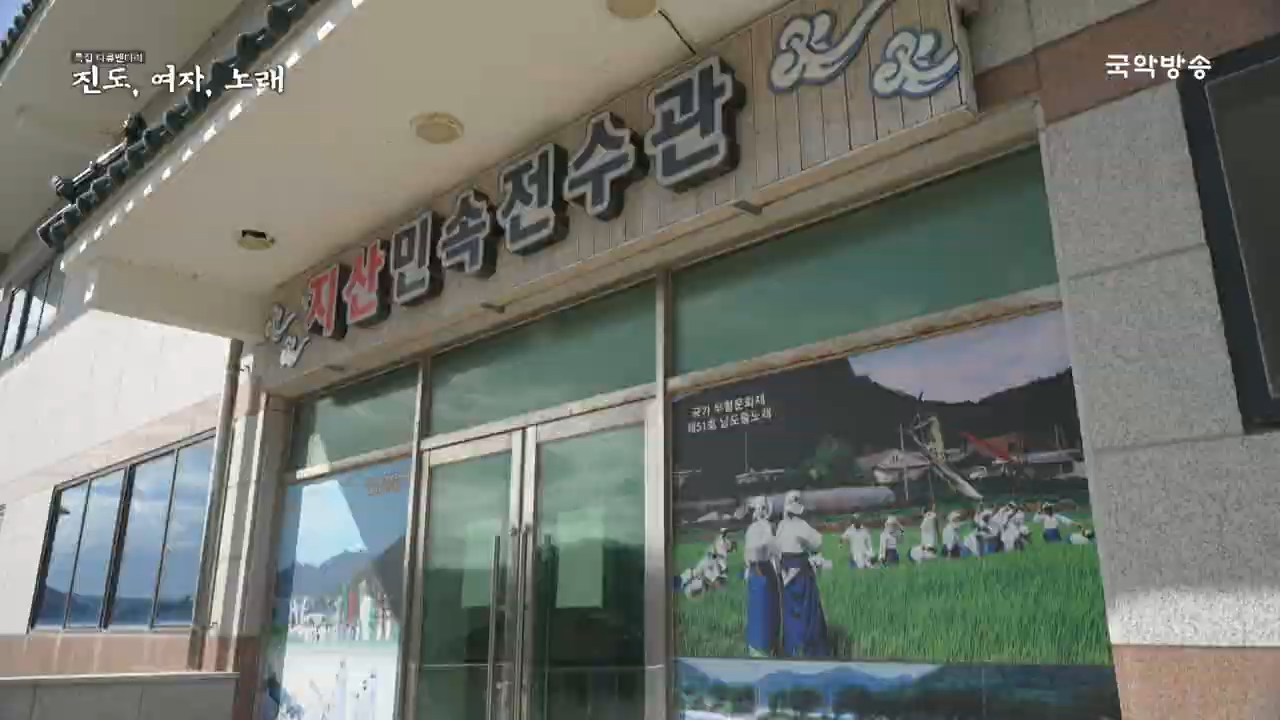 특집 다큐멘터리
진도, 여자, 노래
국악방송
지산민속전수관
국가 무형문화재
제51호 남도들노래